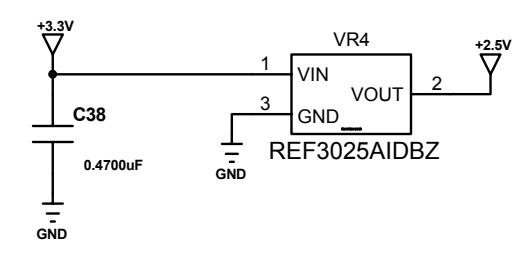 +3.3V
VR4
+2.5V
1
VIN
VOUT
2
3
GND
C38
REF3025AIDBZ
0.4700uF
GND
GND